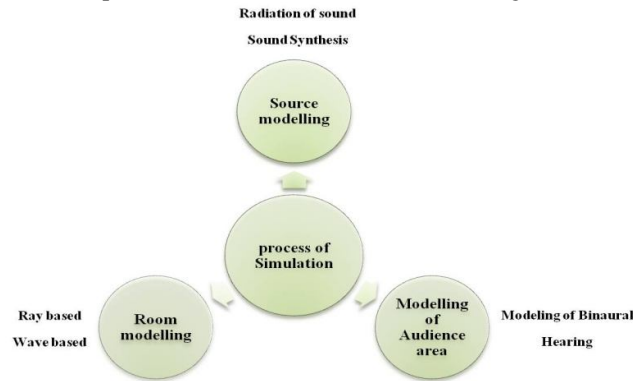 Radiation of sound
Sound Synthesis
Source
modelling
process of
Simulation
Ray based
Wave based
Room
modelling
Modelling
of
Audience
area
Modeling of Binaural
Hearing